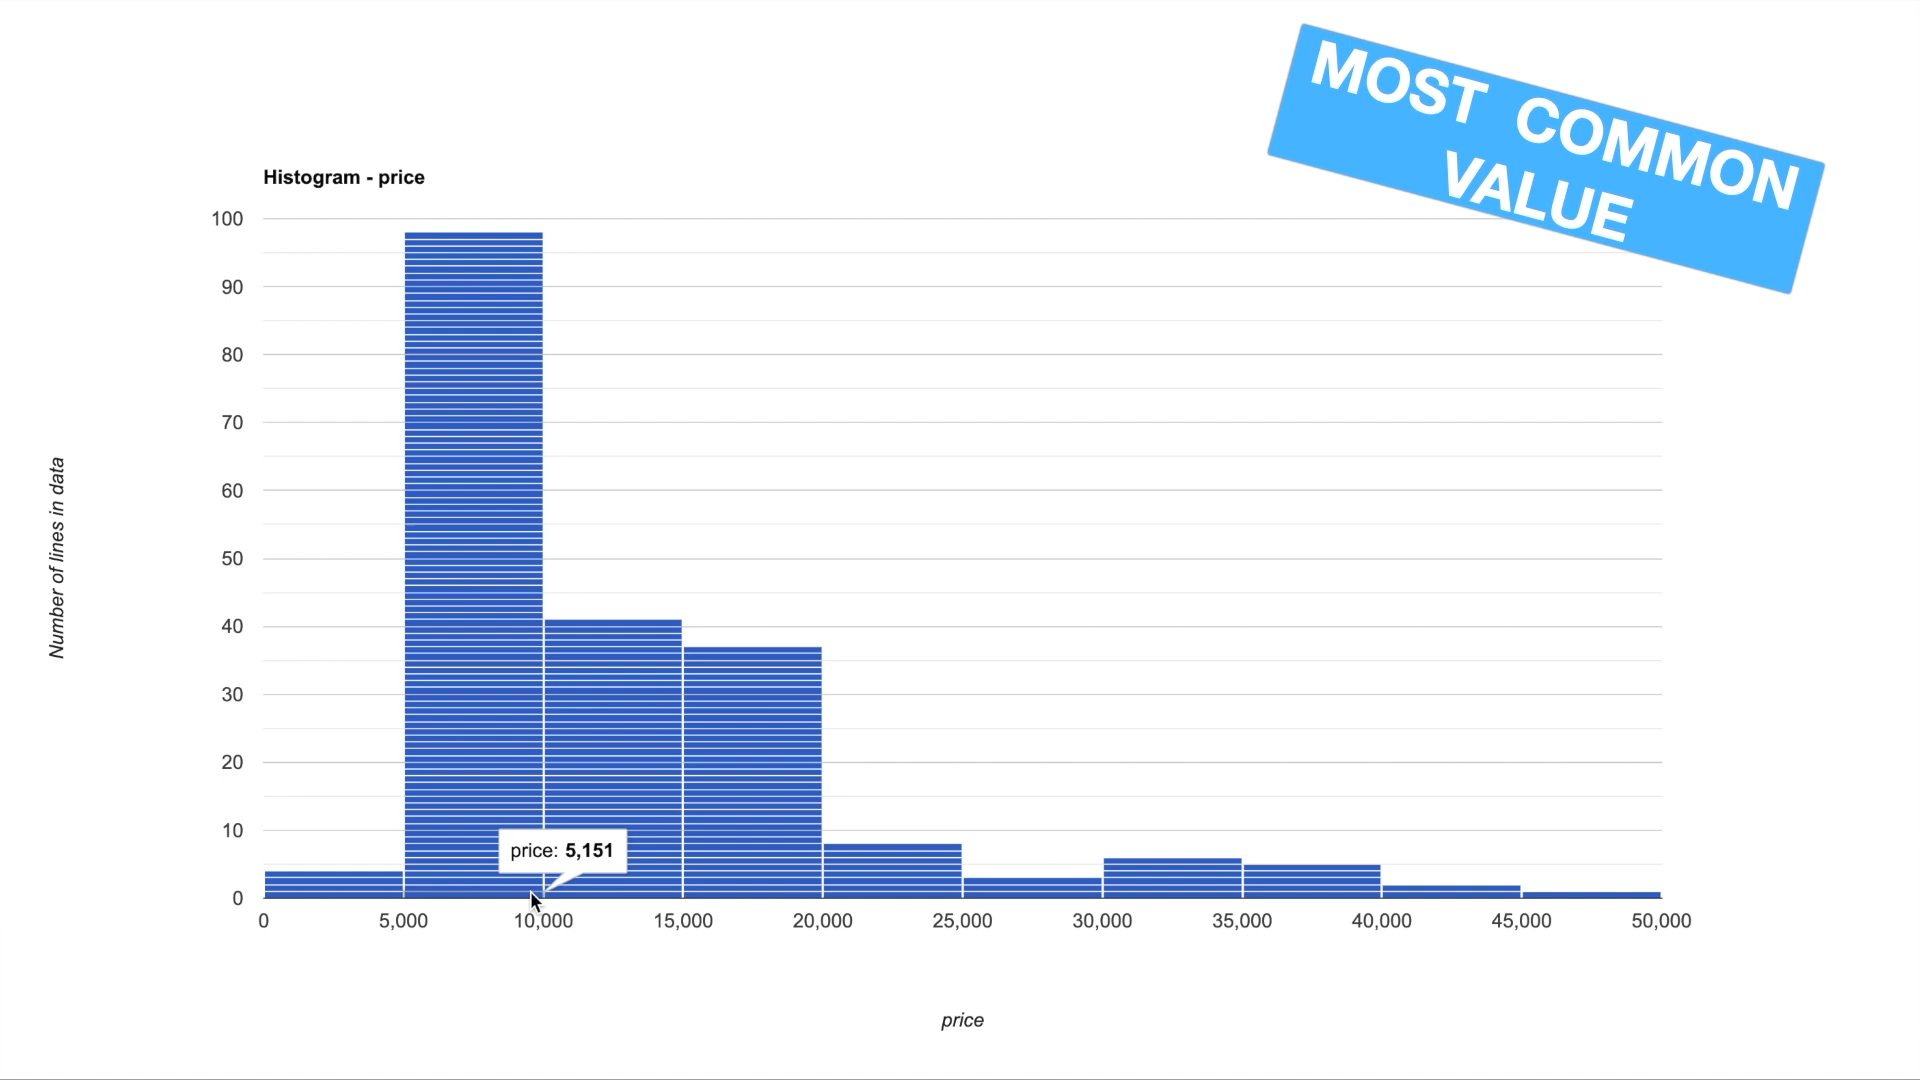 MOST COMMON
VALUE
Histogram - price
100
90
80
70
60
50
40
30
20
10
0
Number of lines in data
price: 5,151
0 5,000 10,000 15,000 20,000 25,000 30,000 35,000 40,000 45,000 50,000
price